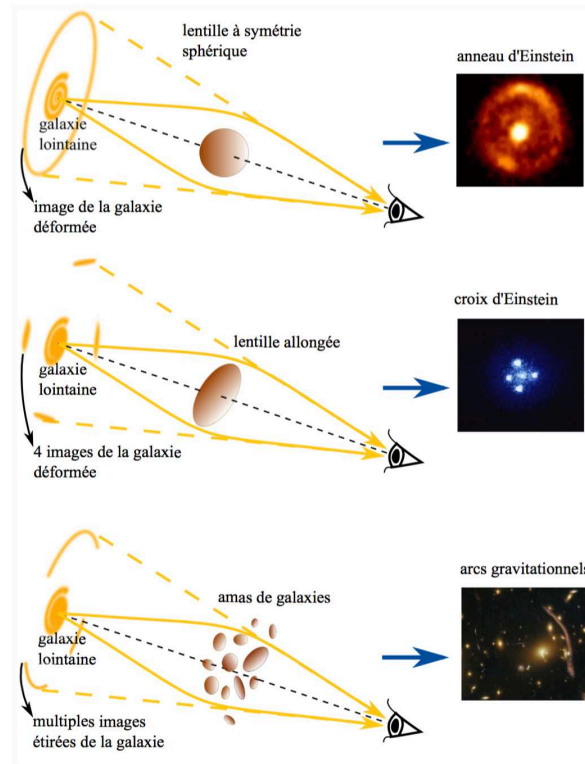 lentille à symétrie
sphérique
anneau d'Einstein
galaxie
lointaine
image de la galaxie
déformée
croix d'Einstein
lentille allongée
galaxie
lointaine
4 images de la galaxie
déformée
arcs gravitationnels
amas de galaxies
galaxie
lointaine
multiples images
étirées de la galaxie